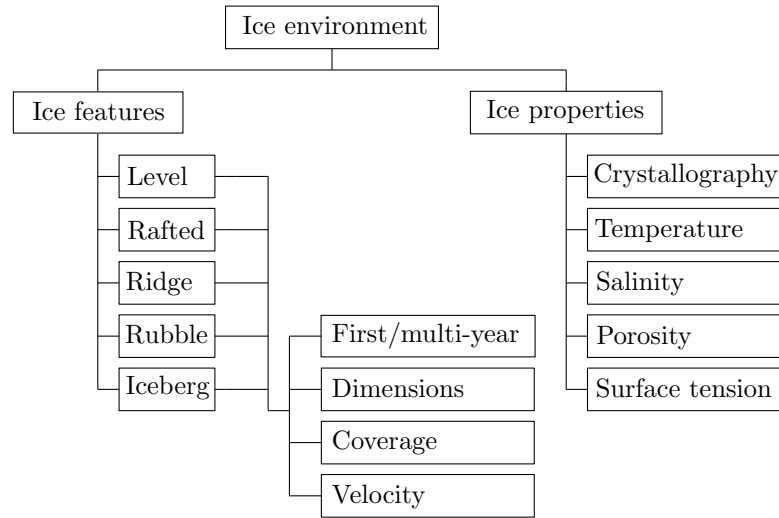 Ice environment
Ice features
Ice properties
Level
Rafted
Ridge
Rubble
Iceberg
First/multi-year
Dimensions
Coverage
Velocity
Crystallography
Temperature
Salinity
Porosity
Surface tension